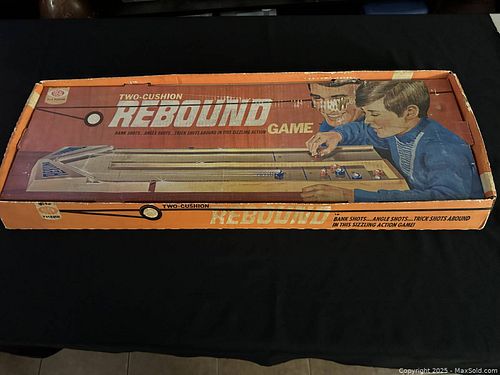 IDEAL
TWO-CUSHION
REBOUND
GAME
BANK SHOTS...ANGLE SHOTS...TRICK SHOTS ABOUND IN THIS SIZZLING ACTION
TWO-CUSHION
REBOUND
BANK SHOTS....ANGLE SHOTS....TRICK SHOTS ABOUND
IN THIS SIZZLING ACTION GAME!
Copyright 2025 - MaxSold.com